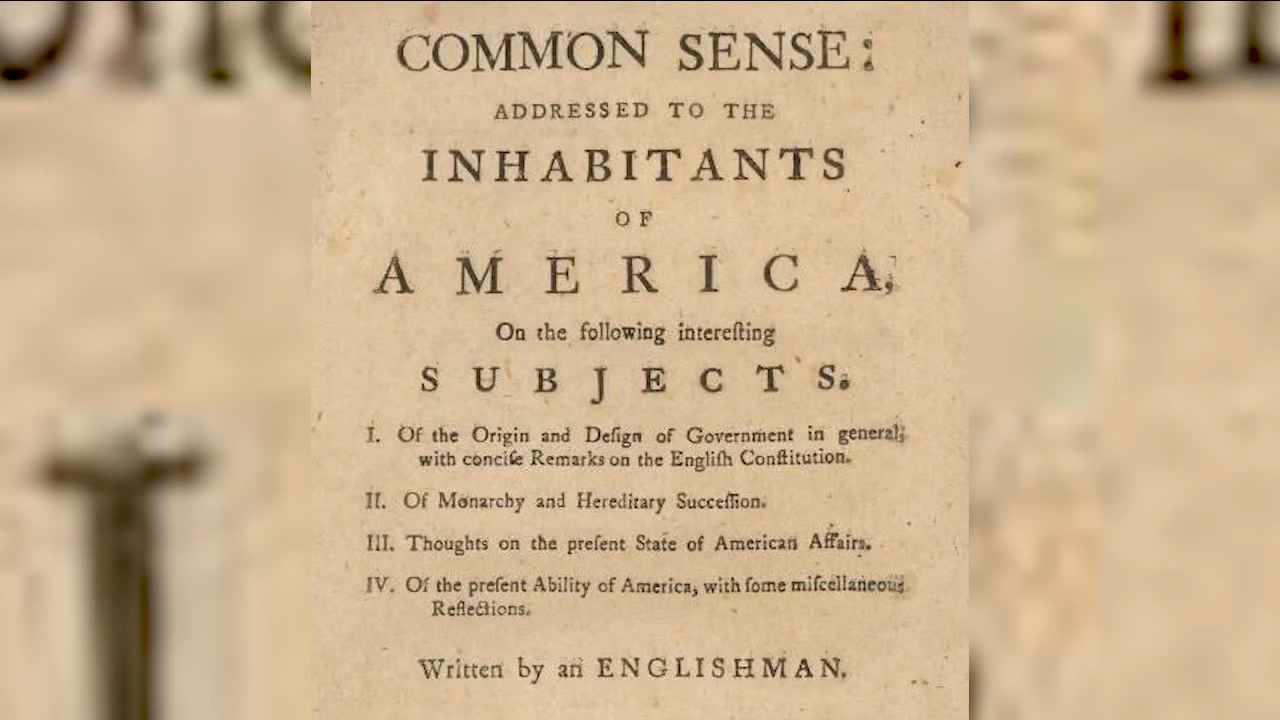 COMMON SENSE:
ADDRESSED TO THE
INHABITANTS
OF
AMERICA,
On the following intereſting
SUBJECTS.
I. Of the Origin and Deſign of Government in general;
with conciſe Remarks on the Engliſh Conſtitution.
II. Of Monarchy and Hereditary Succeſſion.
III. Thoughts on the preſent State of American Affairs.
IV. Of the preſent Ability of America, with ſome miſcellaneous
Reflections.
Written by an ENGLISHMAN.